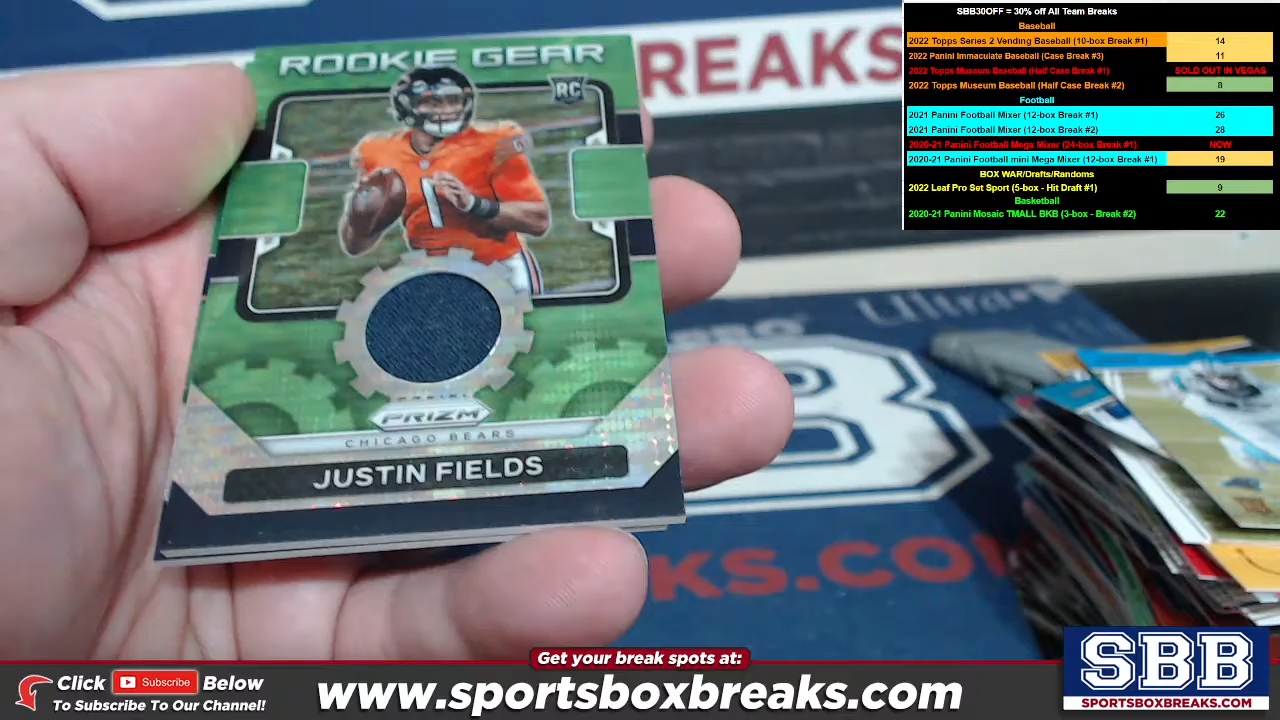 ROOKIE GEAR
RC
1
PRIZM
CHICAGO BEARS
JUSTIN FIELDS
REAKS
Ultra
KS.COM
SBB30OFF = 30% off All Team Breaks
Baseball
2022 Topps Series 2 Vending Baseball (10-box Break #1) 14
2022 Panini Immaculate Baseball (Case Break #3) 11
2022 Topps Museum Baseball (Half Case Break #1) SOLD OUT IN VEGAS
2022 Topps Museum Baseball (Half Case Break #2) 8
Football
2021 Panini Football Mixer (12-box Break #1) 26
2021 Panini Football Mixer (12-box Break #2) 28
2020-21 Panini Football Mega Mixer (24-box Break #1) NOW
2020-21 Panini Football mini Mega Mixer (12-box Break #1) 19
BOX WAR/Drafts/Randoms
2022 Leaf Pro Set Sport (5-box - Hit Draft #1) 9
Basketball
2020-21 Panini Mosaic TMALL BKB (3-box - Break #2) 22
Get your break spots at:
Click Subscribe Below
To Subscribe To Our Channel!
www.sportsboxbreaks.com
SBB
SPORTSBOXBREAKS.COM